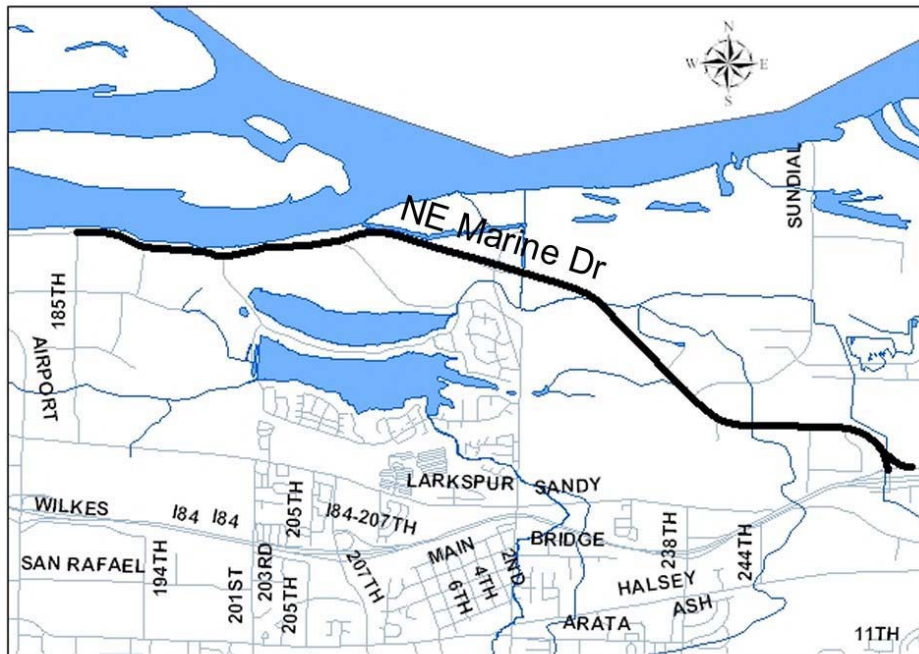 N
W E
S
SUNDIAL
NE Marine Dr
185TH
AIRPORT
LARKSPUR
SANDY
WILKES
I84 I84
205TH
I84-207TH
BRIDGE
238TH
244TH
SAN RAFAEL
194TH
201ST
203RD
205TH
207TH
MAIN
6TH
4TH
2ND
HALSEY
ASH
ARATA
11TH